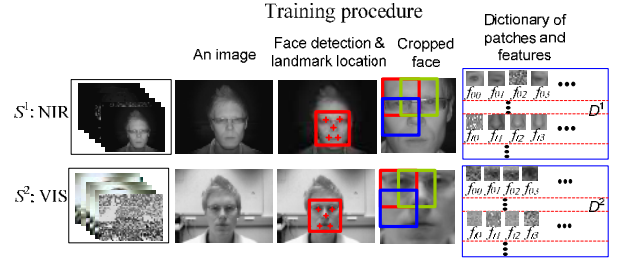 Training procedure
An image
Face detection &
landmark location
Cropped
face
Dictionary of
patches and
features
S¹: NIR
f00 f01 f02 f03 •••
D¹
f10 f11 f12 f13 •••
S²: VIS
f00 f01 f02 f03 •••
D²
f10 f11 f12 f13 •••